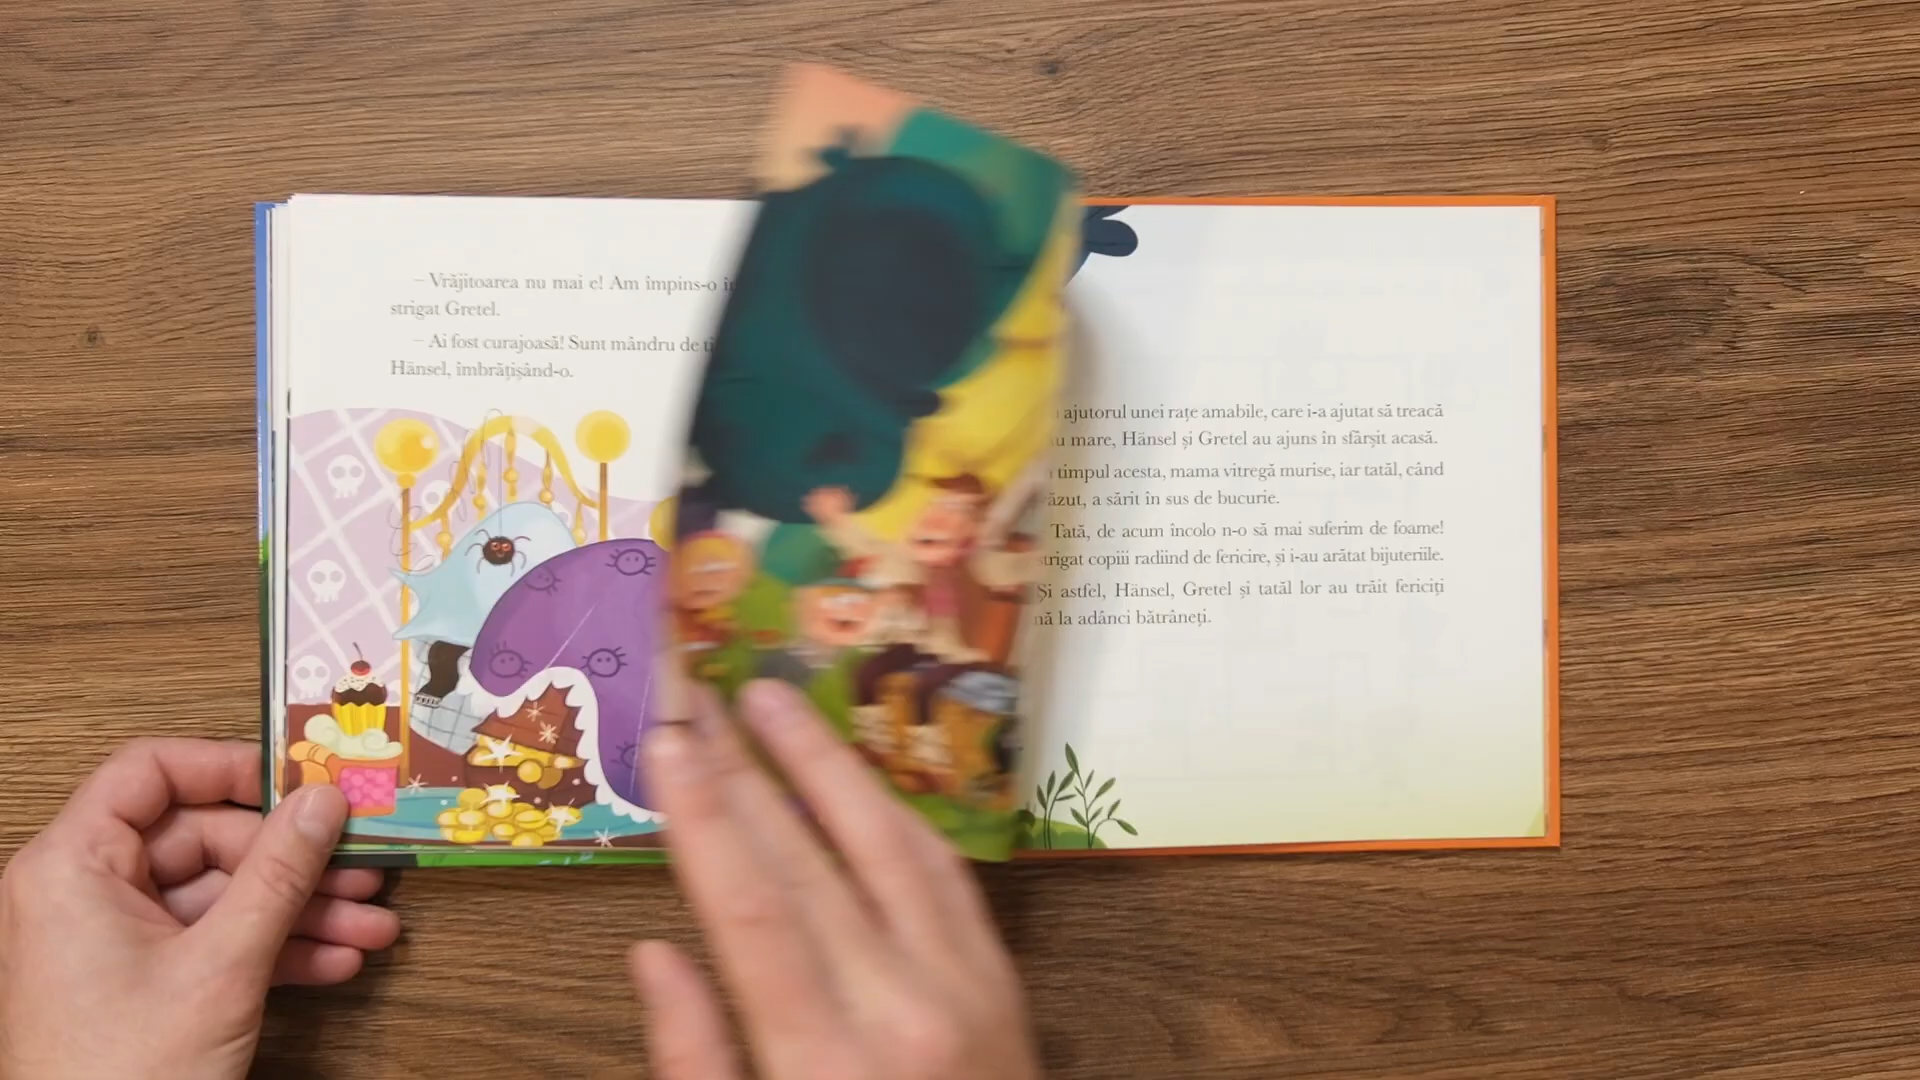 – Vrăjitoarea nu mai e! Am împins-o
strigat Gretel.
– Ai fost curajoasă! Sunt mândru de
Hänsel, îmbrățișând-o.
ajutorul unei rațe amabile, care i-a ajutat să treacă
mare, Hänsel și Gretel au ajuns în sfârșit acasă.
timpul acesta, mama vitregă murise, iar tatăl, când
a sărit în sus de bucurie.
Tată, de acum încolo n-o să mai suferim de foame!
strigat copiii radiind de fericire, și i-au arătat bijuteriile.
Și astfel, Hänsel, Gretel și tatăl lor au trăit fericiți
la adânci bătrâneți.